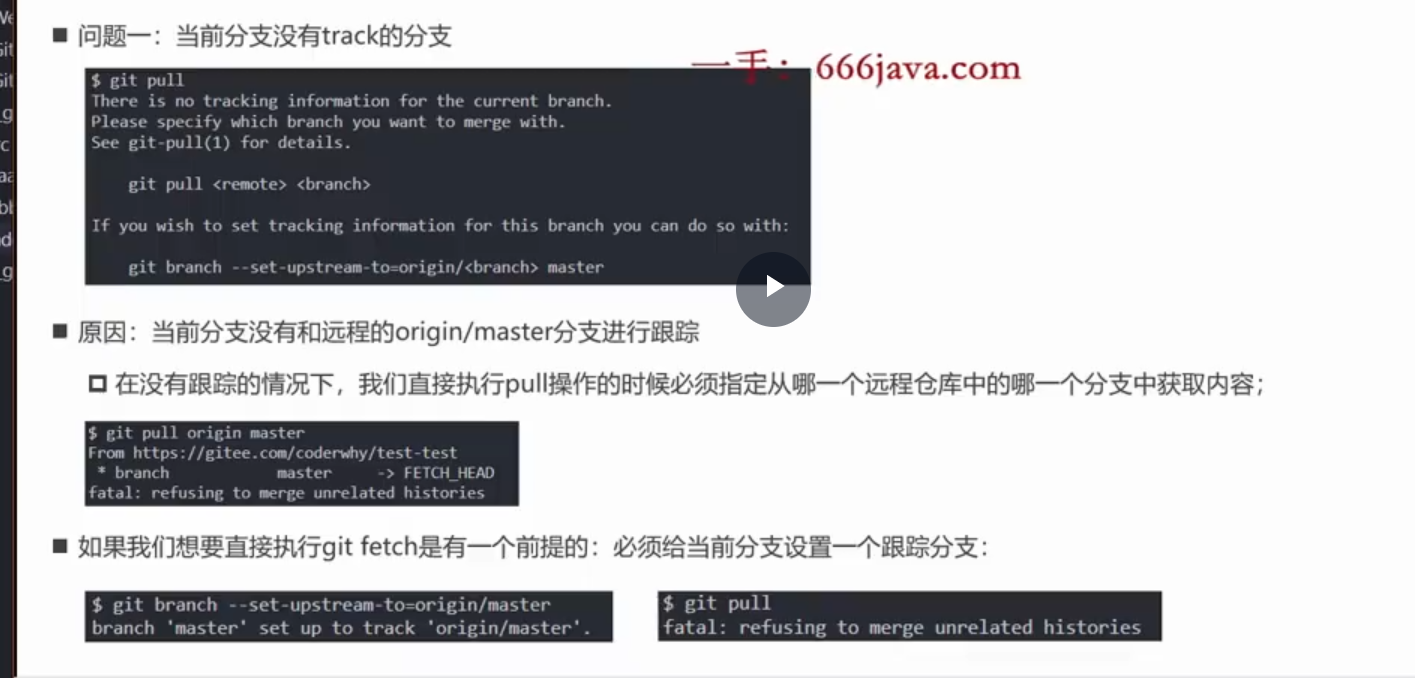 问题一：当前分支没有track的分支
一手：666java.com
$ git pull
There is no tracking information for the current branch.
Please specify which branch you want to merge with.
See git-pull(1) for details.
git pull <remote> <branch>
If you wish to set tracking information for this branch you can do so with:
git branch --set-upstream-to=origin/<branch> master
原因：当前分支没有和远程的origin/master分支进行跟踪
在没有跟踪的情况下，我们直接执行pull操作的时候必须指定从哪一个远程仓库中的哪一个分支中获取内容；
$ git pull origin master
From https://gitee.com/coderwhy/test-test
* branch master -> FETCH_HEAD
fatal: refusing to merge unrelated histories
如果我们想要直接执行git fetch是有一个前提的：必须给当前分支设置一个跟踪分支：
$ git branch --set-upstream-to=origin/master
branch 'master' set up to track 'origin/master'.
$ git pull
fatal: refusing to merge unrelated histories